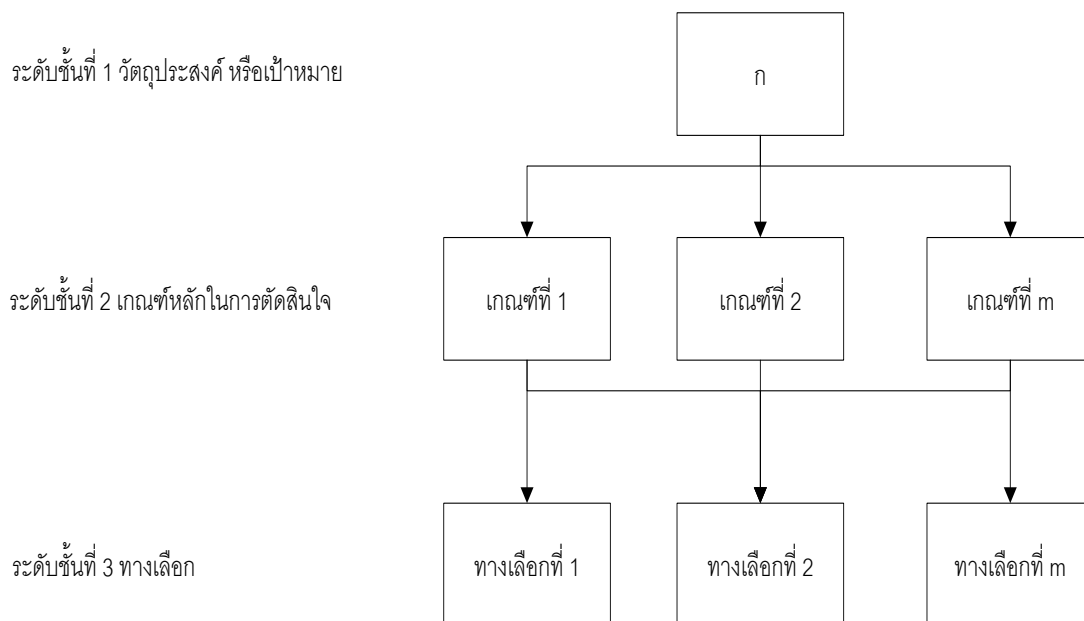 ระดับชั้นที่ 1 วัตถุประสงค์ หรือเป้าหมาย
ก
ระดับชั้นที่ 2 เกณฑ์หลักในการตัดสินใจ
เกณฑ์ที่ 1
เกณฑ์ที่ 2
เกณฑ์ที่ m
ระดับชั้นที่ 3 ทางเลือก
ทางเลือกที่ 1
ทางเลือกที่ 2
ทางเลือกที่ m